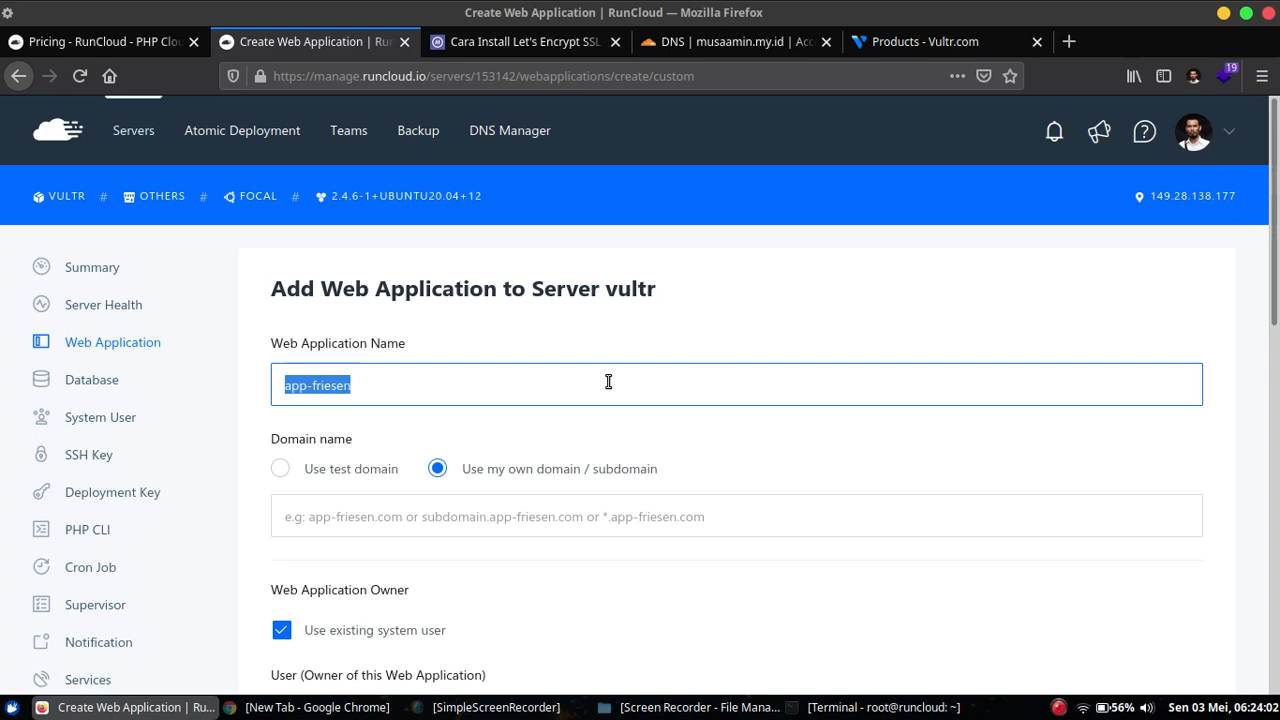 Create Web Application | RunCloud — Mozilla Firefox
Pricing - RunCloud - PHP Clou
Create Web Application | Run
Cara Install Let's Encrypt SSL
DNS | musaamin.my.id | Acc
Products - Vultr.com
https://manage.runcloud.io/servers/153142/webapplications/create/custom
19
Servers
Atomic Deployment
Teams
Backup
DNS Manager
VULTR # OTHERS # FOCAL # 2.4.6-1+UBUNTU20.04+12
149.28.138.177
Summary
Server Health
Web Application
Database
System User
SSH Key
Deployment Key
PHP CLI
Cron Job
Supervisor
Notification
Services
Add Web Application to Server vultr
Web Application Name
app-friesen
Domain name
Use test domain
Use my own domain / subdomain
e.g: app-friesen.com or subdomain.app-friesen.com or *.app-friesen.com
Web Application Owner
Use existing system user
User (Owner of this Web Application)
Create Web Application | Ru...
[New Tab - Google Chrome]
[SimpleScreenRecorder]
[Screen Recorder - File Mana...
[Terminal - root@runcloud: ~]
56%
Sen 03 Mei, 06:24:02